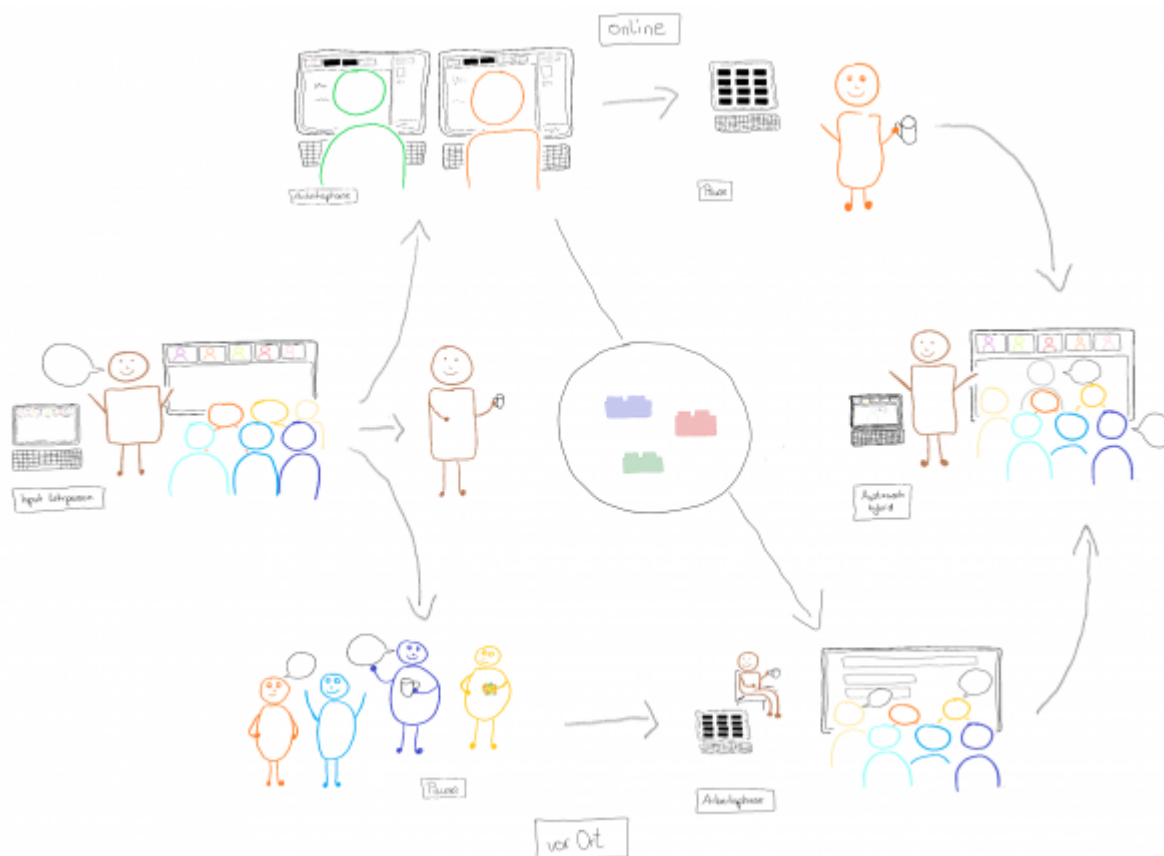 online
Arbeitsphase
Pause
Input Lehrperson
Austausch
hybrid
Pause
Arbeitsphase
vor Ort